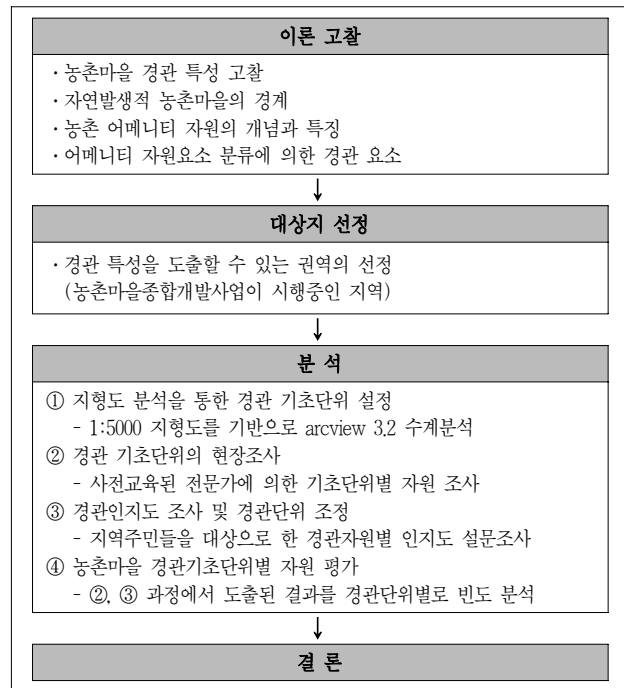 이론 고찰
· 농촌마을 경관 특성 고찰
· 자연발생적 농촌마을의 경계
· 농촌 어메니티 자원의 개념과 특징
· 어메니티 자원요소 분류에 의한 경관 요소
↓
대상지 선정
· 경관 특성을 도출할 수 있는 권역의 선정
(농촌마을종합개발사업이 시행중인 지역)
↓
분 석
① 지형도 분석을 통한 경관 기초단위 설정
- 1:5000 지형도를 기반으로 arcview 3.2 수계분석
② 경관 기초단위의 현장조사
- 사전교육된 전문가에 의한 기초단위별 자원 조사
③ 경관인지도 조사 및 경관단위 조정
- 지역주민들을 대상으로 한 경관자원별 인지도 설문조사
④ 농촌마을 경관기초단위별 자원 평가
- ②, ③ 과정에서 도출된 결과를 경관단위별로 빈도 분석
↓
결 론